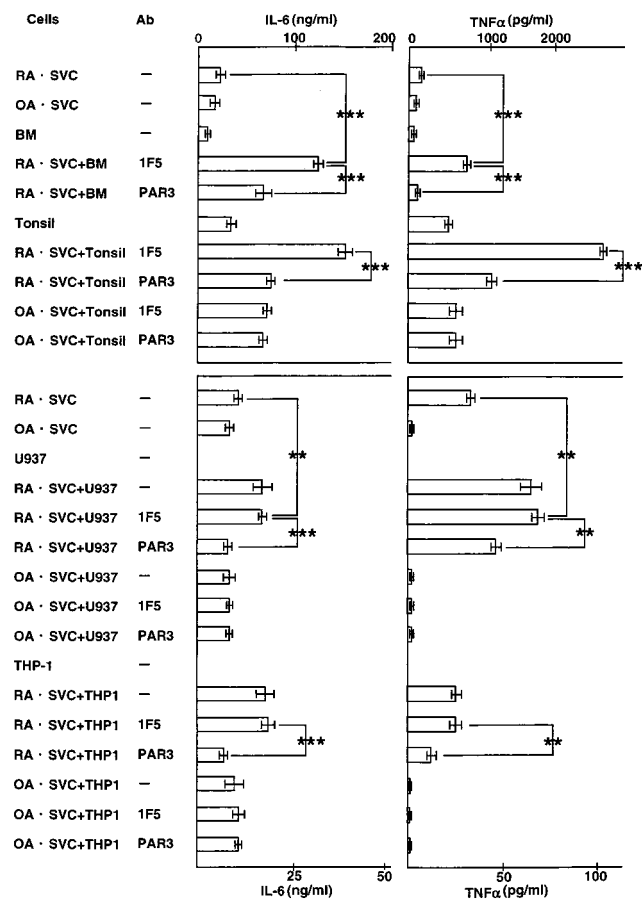 Cells Ab IL-6 (ng/ml) TNFα (pg/ml)
0 100 200 0 1000 2000
RA · SVC —
OA · SVC —
BM —
RA · SVC+BM 1F5
RA · SVC+BM PAR3
Tonsil
RA · SVC+Tonsil 1F5
RA · SVC+Tonsil PAR3
OA · SVC+Tonsil 1F5
OA · SVC+Tonsil PAR3
*** ***
*** ***
*** ***
RA · SVC —
OA · SVC —
U937 —
RA · SVC+U937 —
RA · SVC+U937 1F5
RA · SVC+U937 PAR3
OA · SVC+U937 —
OA · SVC+U937 1F5
OA · SVC+U937 PAR3
THP-1 —
RA · SVC+THP1 —
RA · SVC+THP1 1F5
RA · SVC+THP1 PAR3
OA · SVC+THP1 —
OA · SVC+THP1 1F5
OA · SVC+THP1 PAR3
** **
*** **
*** **
25 50 50 100
IL-6 (ng/ml) TNFα (pg/ml)